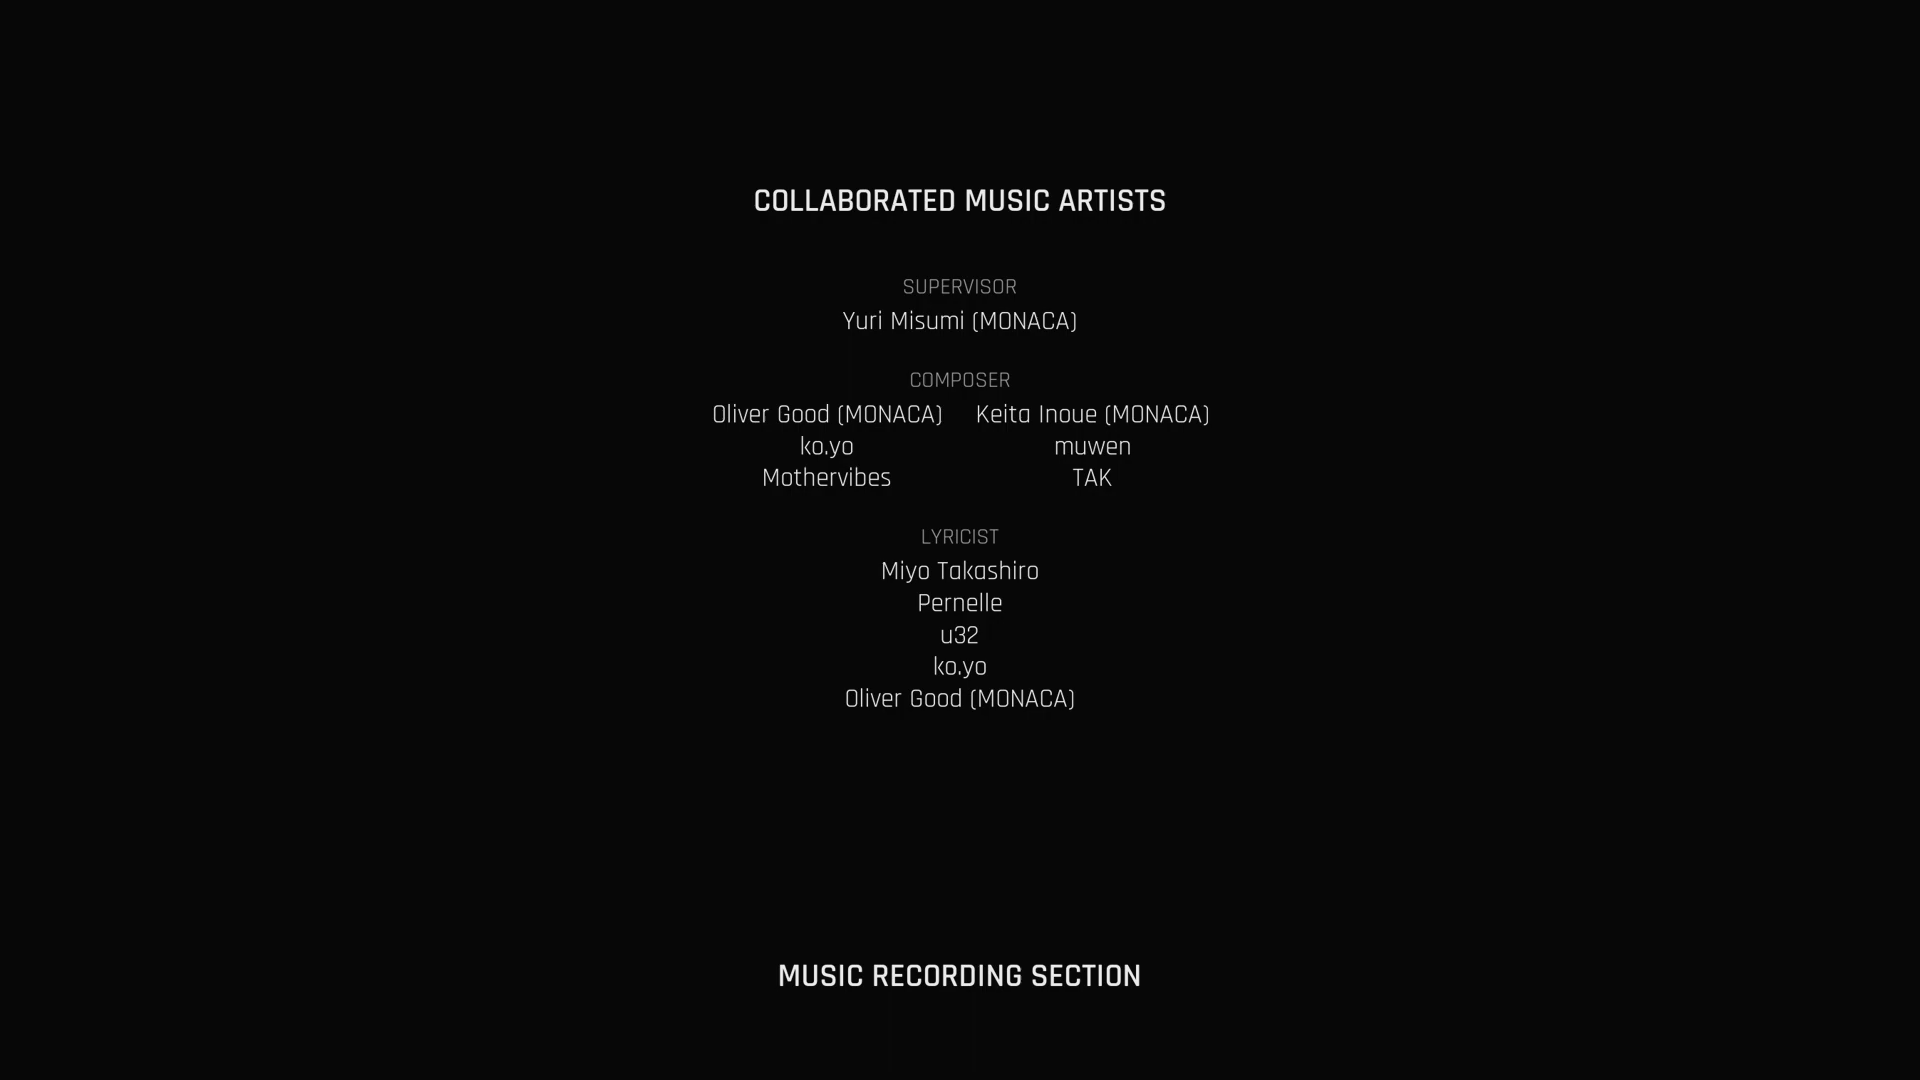 COLLABORATED MUSIC ARTISTS
SUPERVISOR
Yuri Misumi (MONACA)
COMPOSER
Oliver Good (MONACA) Keita Inoue (MONACA)
ko.yo muwen
Mothervibes TAK
LYRICIST
Miyo Takashiro
Pernelle
u32
ko.yo
Oliver Good (MONACA)
MUSIC RECORDING SECTION